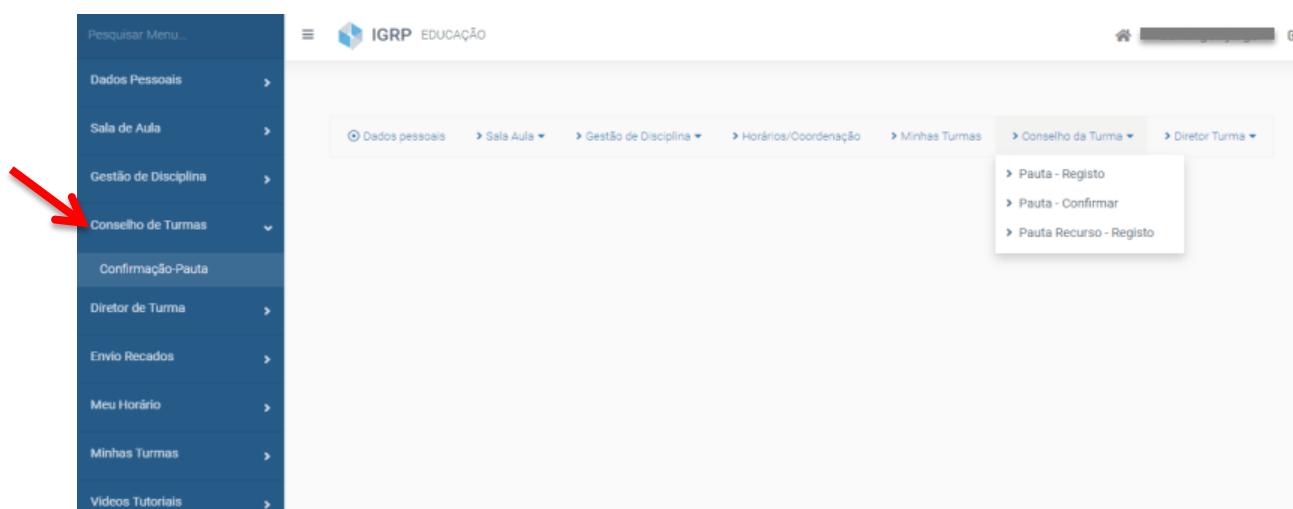 Pesquisar Menu...
Dados Pessoais
Sala de Aula
Gestão de Disciplina
Conselho de Turmas
Confirmação-Pauta
Diretor de Turma
Envio Recados
Meu Horário
Minhas Turmas
Videos Tutoriais
IGRP EDUCAÇÃO
Dados pessoais Sala Aula Gestão de Disciplina Horários/Coordenação Minhas Turmas Conselho da Turma Diretor Turma
Pauta - Registo
Pauta - Confirmar
Pauta Recurso - Registo